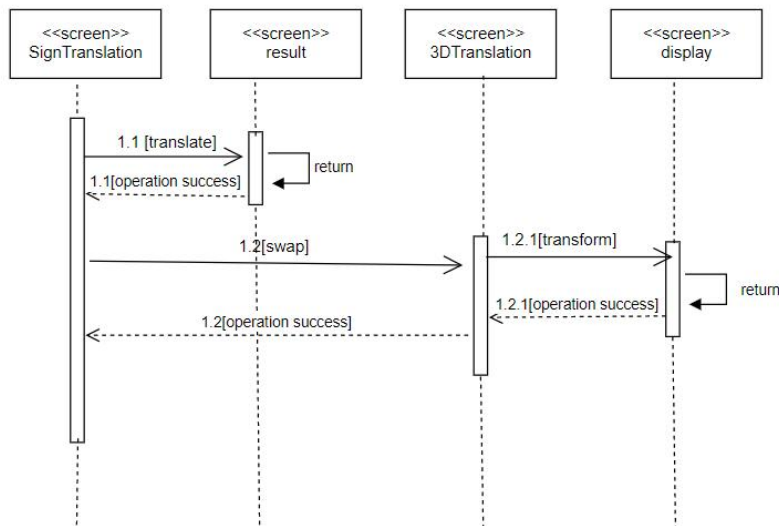 <<screen>>
SignTranslation
<<screen>>
result
<<screen>>
3DTranslation
<<screen>>
display
1.1 [translate]
return
1.1[operation success]
1.2[swap]
1.2.1[transform]
return
1.2.1[operation success]
1.2[operation success]